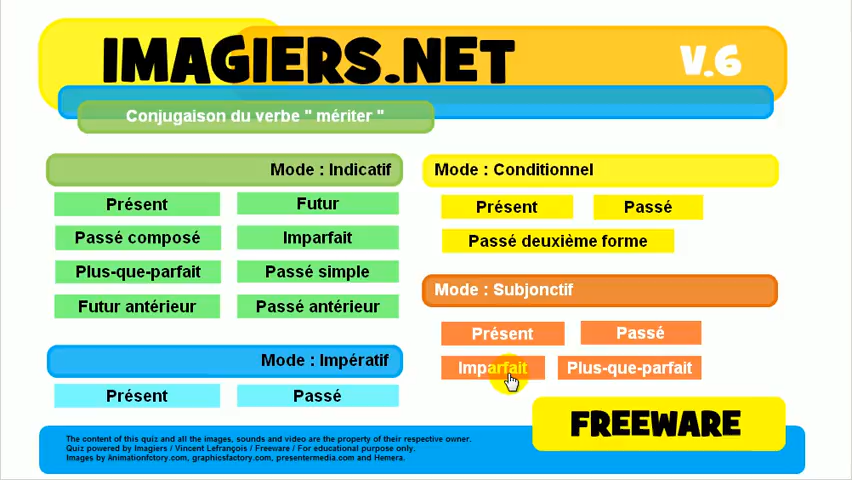 IMAGIERS.NET
V.6
Conjugaison du verbe " mériter "
Mode : Indicatif
Présent
Futur
Passé composé
Imparfait
Plus-que-parfait
Passé simple
Futur antérieur
Passé antérieur
Mode : Impératif
Présent
Passé
Mode : Conditionnel
Présent
Passé
Passé deuxième forme
Mode : Subjonctif
Présent
Passé
Imparfait
Plus-que-parfait
FREEWARE
The content of this quiz and all the images, sounds and video are the property of their respective owner.
Quiz powered by Imagiers / Vincent Lefrançois / Freeware / For educational purpose only.
Images by Animationfctory.com, graphicsfactory.com, presentermedia.com and Hemera.